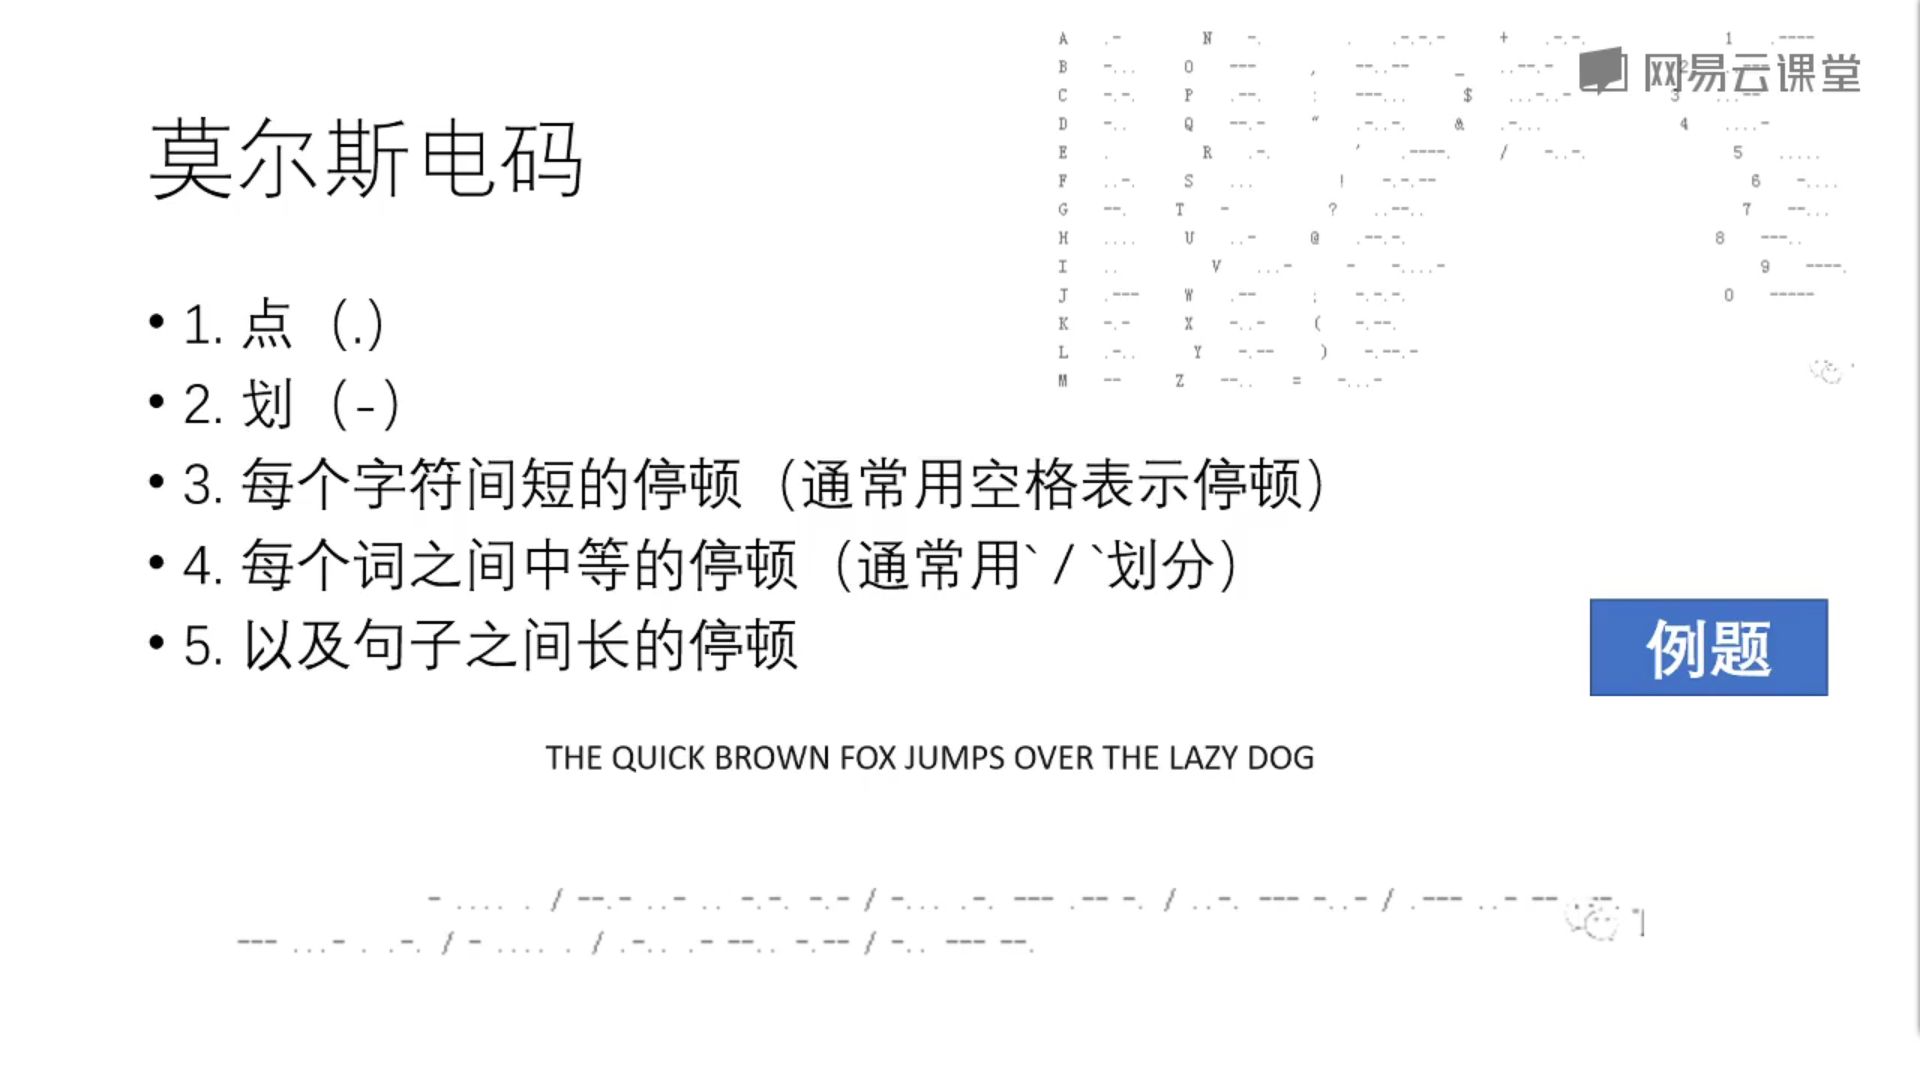 A .- N -. . .-.-.- + .-.-. 1 .----
B -... O --- , --..-- _ ..--.-
C -.-. P .--. : ---... $ ...-..- 3 ...--
D -.. Q --.- " .-..-. & .-... 4 ....-
E . R .-. ' .----. / -..-. 5 .....
F ..-. S ... ! -.-.-- 6 -....
G --. T - ? ..--.. 7 --...
H .... U ..- @ .--.-. 8 ---..
I .. V ...- - -....- 9 ----.
J .--- W .-- ; -.-.-. 0 -----
K -.- X -..- ( -.--.
L .-.. Y -.-- ) -.--.-
M -- Z --.. = -...-
网易云课堂
莫尔斯电码
• 1. 点（.）
• 2. 划（-）
• 3. 每个字符间短的停顿（通常用空格表示停顿）
• 4. 每个词之间中等的停顿（通常用` / `划分）
• 5. 以及句子之间长的停顿
例题
THE QUICK BROWN FOX JUMPS OVER THE LAZY DOG
- .... . / --.- ..- .. -.-. -.- / -... .-. --- .-- -. / ..-. --- -..- / .--- ..- -- .--.
--- ...- . .-. / - .... . / .-.. .- --.. -.-- / -.. --- --.